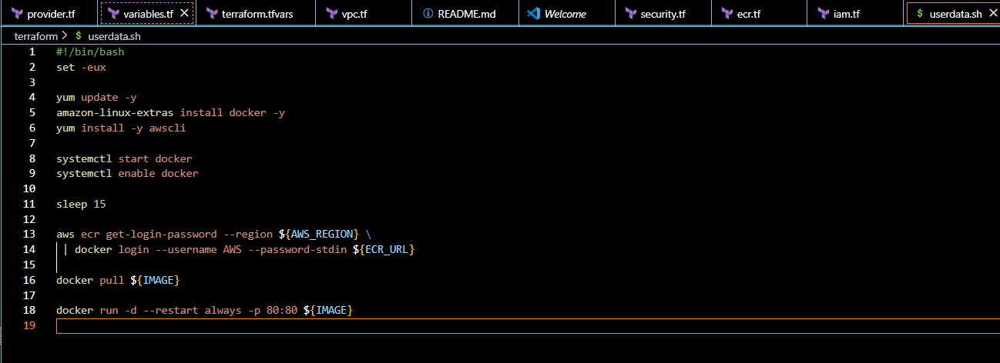 provider.tf variables.tf terraform.tfvars vpc.tf README.md Welcome security.tf ecr.tf iam.tf $ userdata.sh
terraform > $ userdata.sh
1 #!/bin/bash
2 set -eux
3
4 yum update -y
5 amazon-linux-extras install docker -y
6 yum install -y awscli
7
8 systemctl start docker
9 systemctl enable docker
10
11 sleep 15
12
13 aws ecr get-login-password --region ${AWS_REGION} \
14 | docker login --username AWS --password-stdin ${ECR_URL}
15
16 docker pull ${IMAGE}
17
18 docker run -d --restart always -p 80:80 ${IMAGE}
19